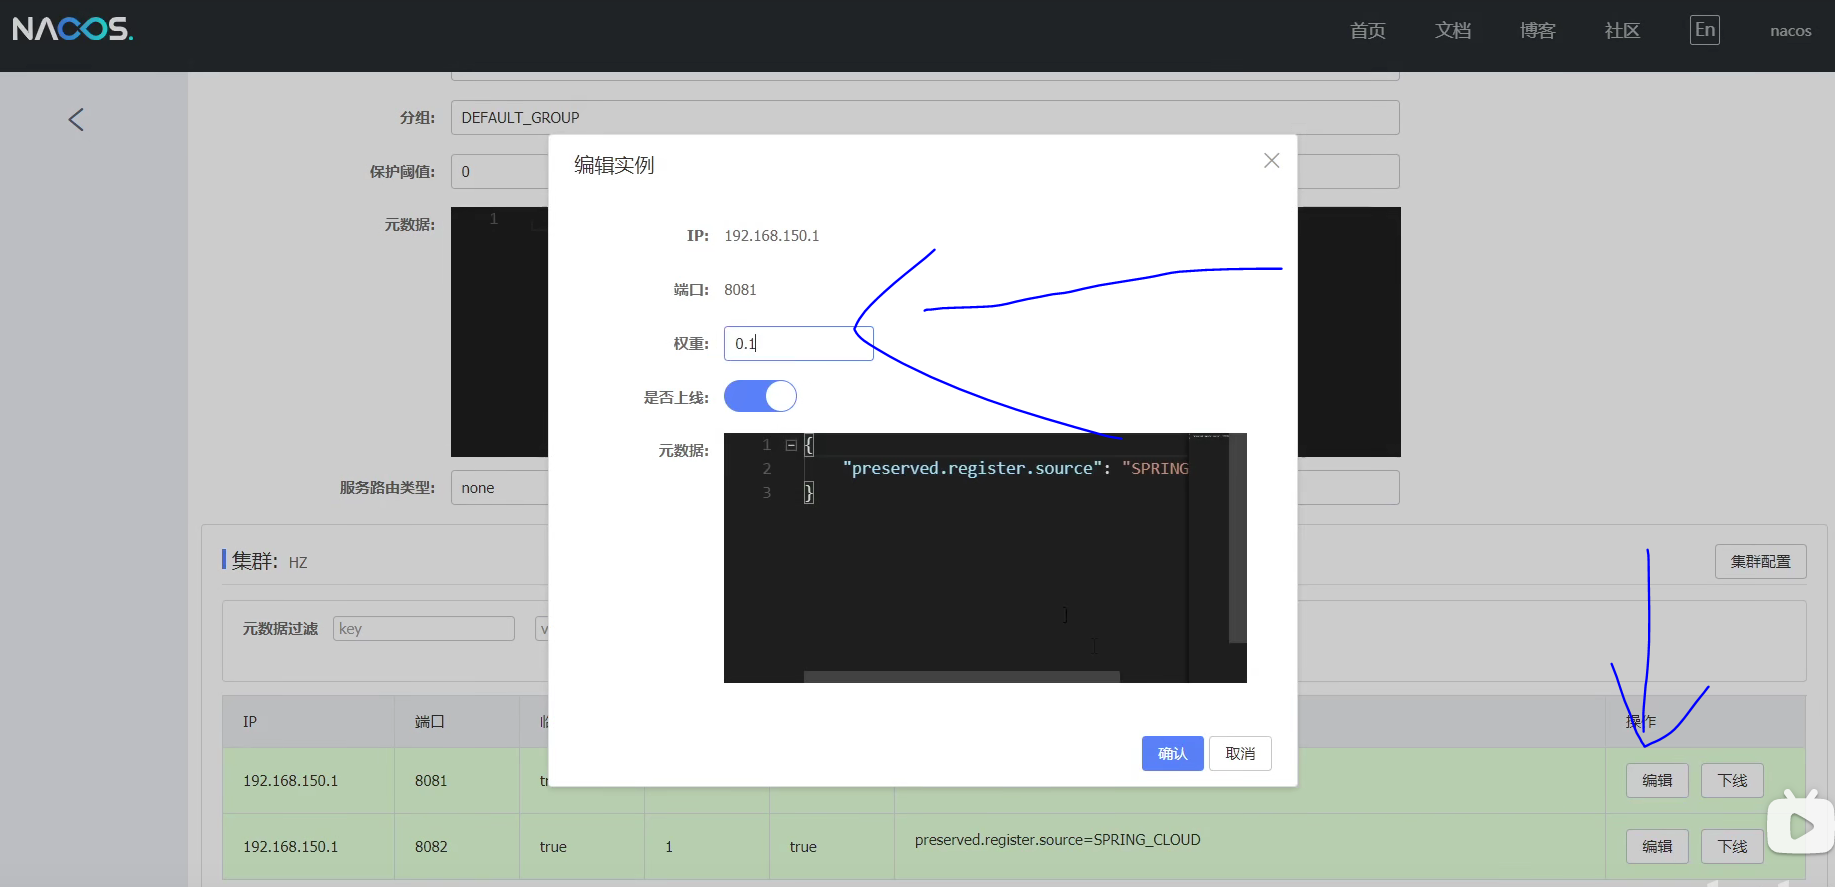 NACOS.
首页 文档 博客 社区 En nacos
分组: DEFAULT_GROUP
保护阈值: 0
元数据: 1
服务路由类型: none
编辑实例
IP: 192.168.150.1
端口: 8081
权重: 0.1
是否上线:
元数据:
1 {
2 "preserved.register.source": "SPRING
3 }
确认 取消
集群: HZ
集群配置
元数据过滤 key v
IP 端口 临 操作
192.168.150.1 8081 tr 编辑 下线
192.168.150.1 8082 true 1 true preserved.register.source=SPRING_CLOUD 编辑 下线